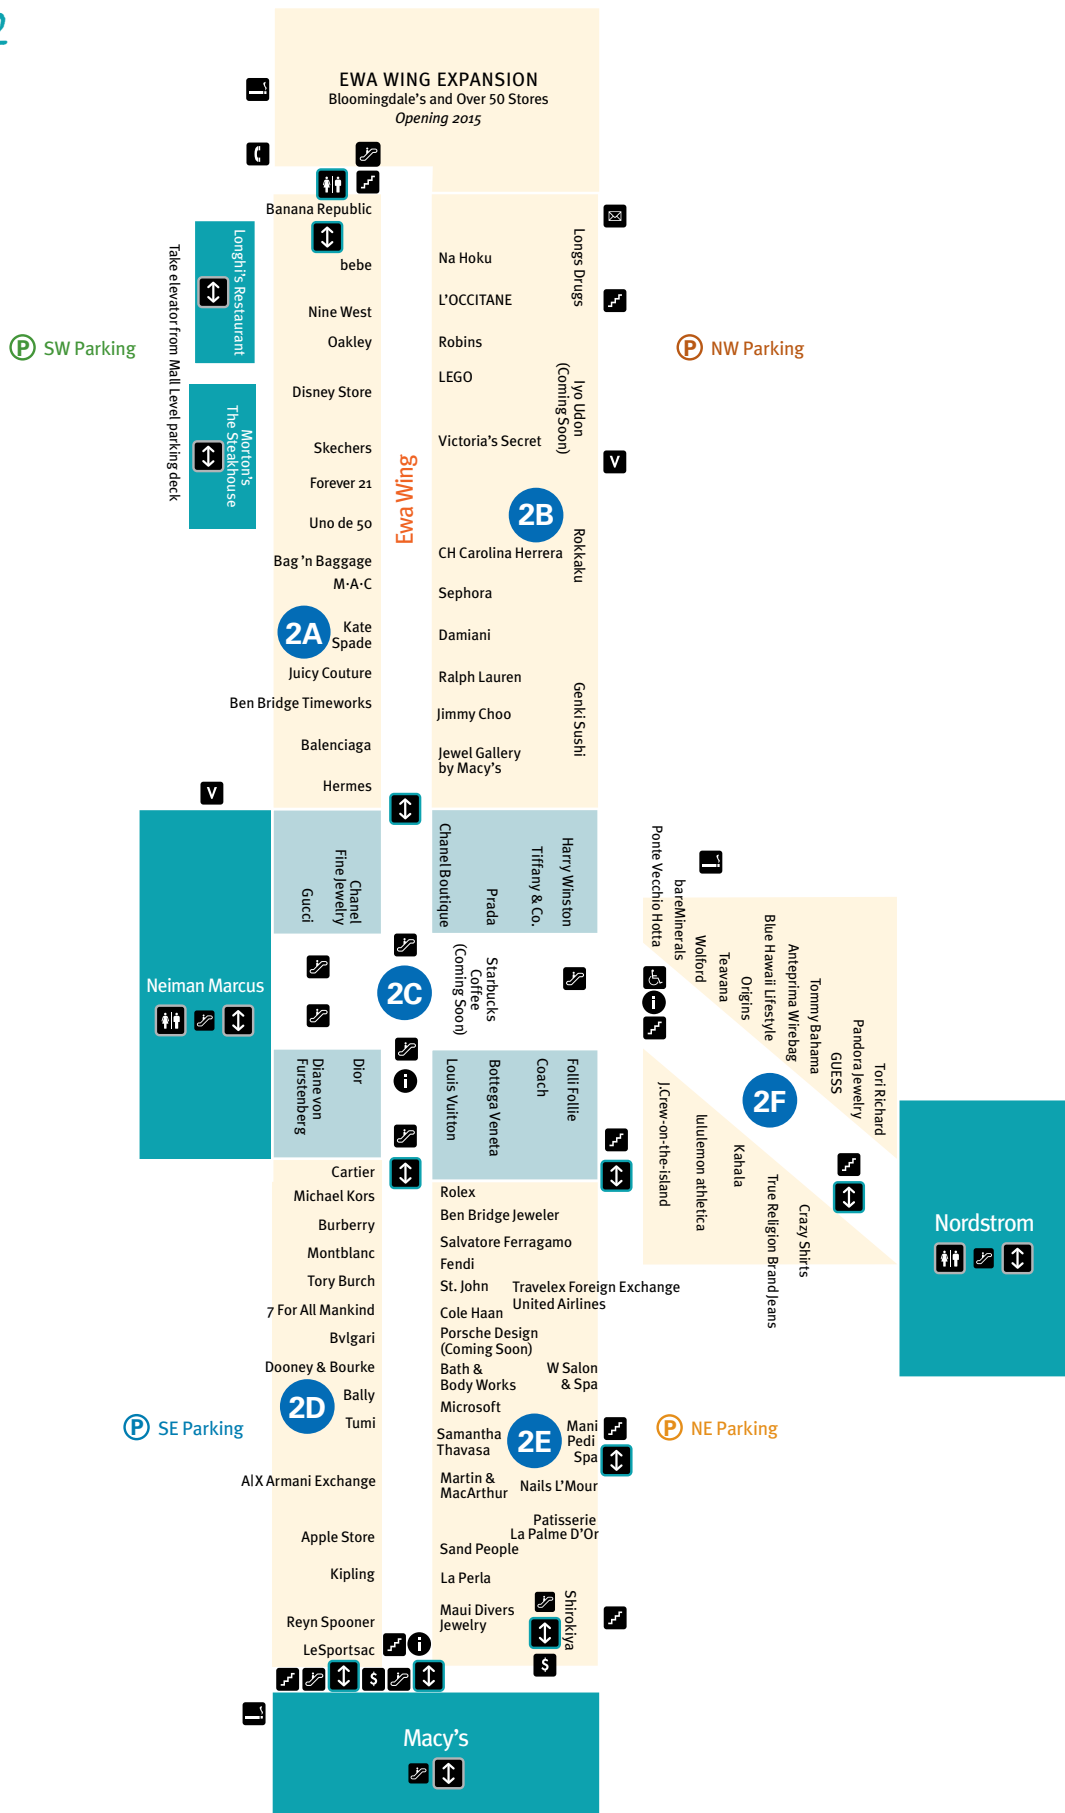 2
EWA WING EXPANSION
Bloomingdale's and Over 50 Stores
Opening 2015
Banana Republic
bebe
Nine West
Oakley
Disney Store
Skechers
Forever 21
Uno de 50
Bag 'n Baggage
M·A·C
2A
Kate
Spade
Juicy Couture
Ben Bridge Timeworks
Balenciaga
Hermes
Longhi's Restaurant
Morton's
The Steakhouse
Take elevator from Mall Level parking deck
P SW Parking
Ewa Wing
Na Hoku
L'OCCITANE
Robins
LEGO
Victoria's Secret
2B
CH Carolina Herrera
Sephora
Damiani
Ralph Lauren
Jimmy Choo
Jewel Gallery
by Macy's
Longs Drugs
Iyo Udon
(Coming Soon)
Rokkaku
Genki Sushi
P NW Parking
V
V
Neiman Marcus
Gucci
Chanel
Fine Jewelry
Chanel Boutique
Prada
Tiffany & Co.
Harry Winston
2C
Starbucks
Coffee
(Coming Soon)
i
Diane von
Furstenberg
Dior
Louis Vuitton
Bottega Veneta
Coach
Folli Follie
Ponte Vecchio Hotta
bareMinerals
Wolford
Teavana
Origins
Blue Hawaii Lifestyle
Anteprima Wirebag
Tommy Bahama
GUESS
Pandora Jewelry
Tori Richard
i
2F
J.Crew-on-the-island
lululemon athletica
Kahala
True Religion Brand Jeans
Crazy Shirts
Nordstrom
Cartier
Michael Kors
Burberry
Montblanc
Tory Burch
7 For All Mankind
Bvlgari
Dooney & Bourke
2D
Bally
Tumi
A|X Armani Exchange
Apple Store
Kipling
Reyn Spooner
LeSportsac
P SE Parking
Rolex
Ben Bridge Jeweler
Salvatore Ferragamo
Fendi
St. John
Travelex Foreign Exchange
United Airlines
Cole Haan
Porsche Design
(Coming Soon)
Bath &
Body Works
W Salon
& Spa
Microsoft
Samantha
Thavasa
2E
Mani
Pedi
Spa
Martin &
MacArthur
Nails L'Mour
Patisserie
La Palme D'Or
Sand People
La Perla
Maui Divers
Jewelry
Shirokiya
P NE Parking
i
$
$
Macy's